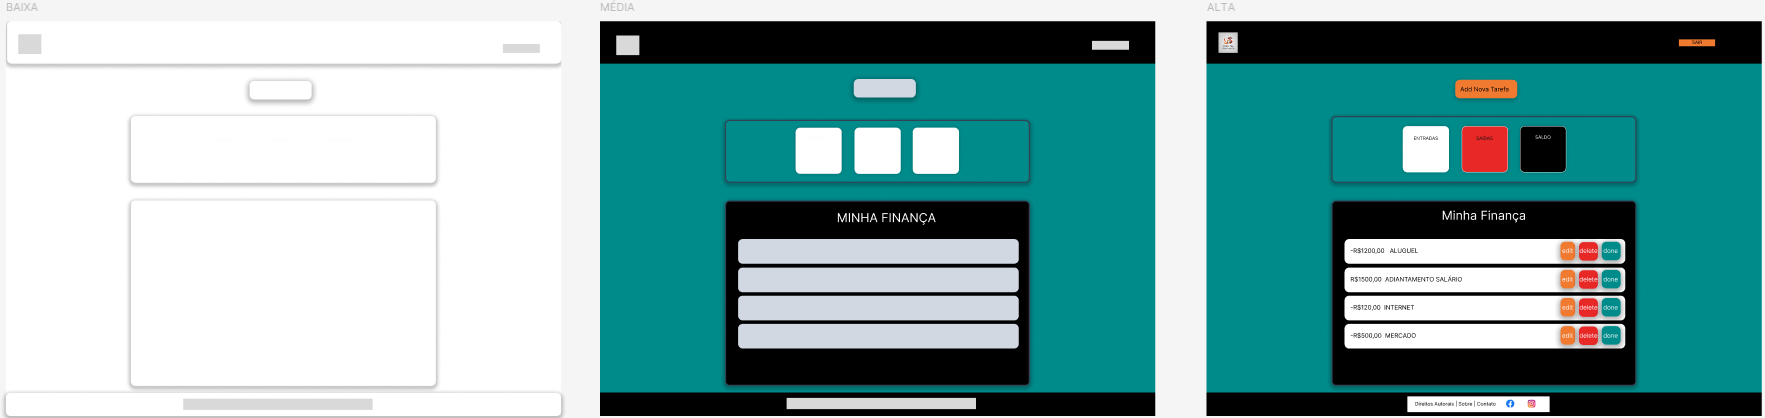 BAIXA
MÉDIA
ALTA
MINHA FINANÇA
SAIR
Add Nova Tarefa
ENTRADAS
SAÍDAS
SALDO
Minha Finança
-R$1200,00 ALUGUEL
edit delete done
R$1500,00 ADIANTAMENTO SALÁRIO
edit delete done
-R$120,00 INTERNET
edit delete done
-R$500,00 MERCADO
edit delete done
Direitos Autorais | Sobre | Contato